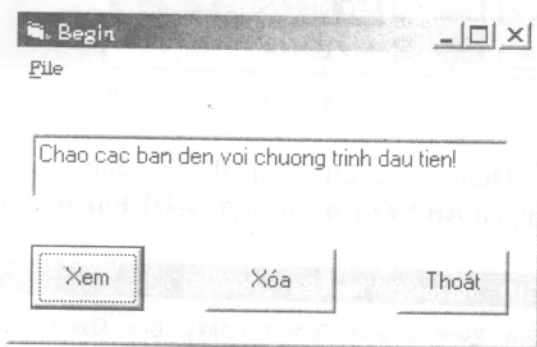 Begin
File
Chao cac ban den voi chuong trinh dau tien!
Xem Xóa Thoát